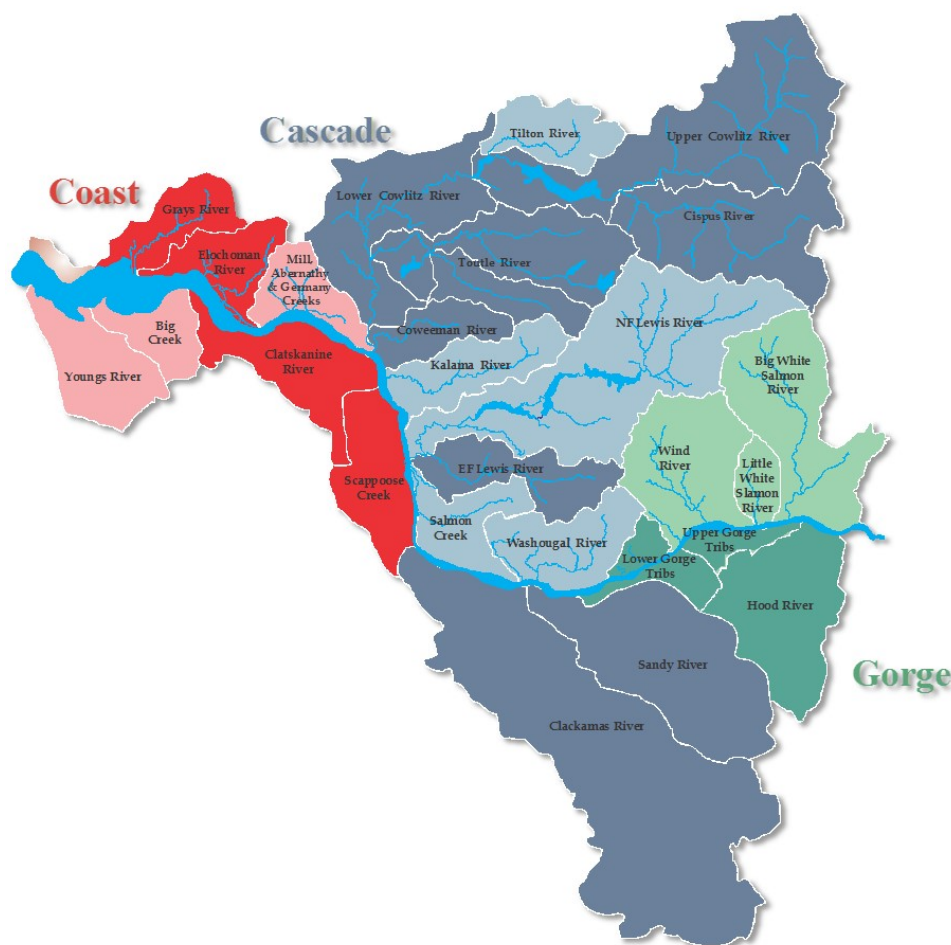 Cascade
Tilton River
Upper Cowlitz River
Coast
Lower Cowlitz River
Grays River
Cispus River
Elochoman
River
Mill,
Abernathy
& Germany
Creeks
Toutle River
NF Lewis River
Big
Creek
Coweeman River
Clatskanine
River
Kalama River
Big White
Salmon
River
Youngs River
Wind
River
EF Lewis River
Little
White
Slamon
River
Scappoose
Creek
Salmon
Creek
Washougal River
Upper Gorge
Tribs
Lower Gorge
Tribs
Hood River
Sandy River
Gorge
Clackamas River